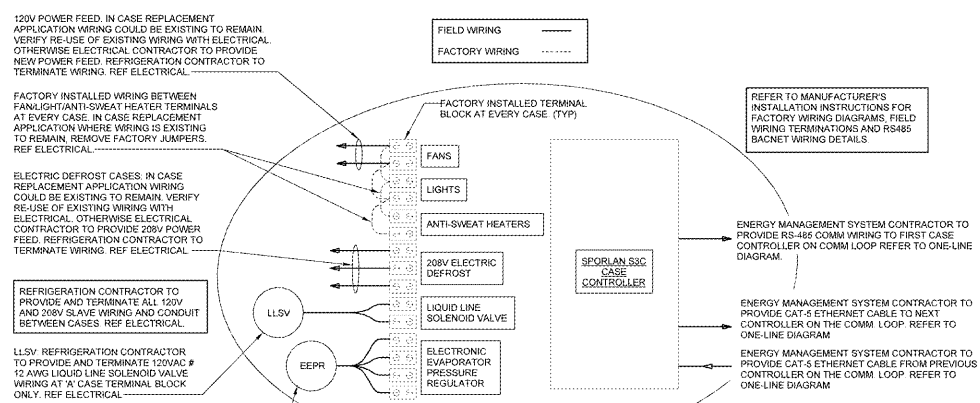 120V POWER FEED. IN CASE REPLACEMENT
APPLICATION WIRING COULD BE EXISTING TO REMAIN.
VERIFY RE-USE OF EXISTING WIRING WITH ELECTRICAL.
OTHERWISE ELECTRICAL CONTRACTOR TO PROVIDE
NEW POWER FEED. REFRIGERATION CONTRACTOR TO
TERMINATE WIRING. REF ELECTRICAL.
FACTORY INSTALLED WIRING BETWEEN
FAN/LIGHT/ANTI-SWEAT HEATER TERMINALS
AT EVERY CASE. IN CASE REPLACEMENT
APPLICATION WHERE WIRING IS EXISTING
TO REMAIN, REMOVE FACTORY JUMPERS.
REF ELECTRICAL.
ELECTRIC DEFROST CASES: IN CASE
REPLACEMENT APPLICATION WIRING
COULD BE EXISTING TO REMAIN. VERIFY
RE-USE OF EXISTING WIRING WITH
ELECTRICAL. OTHERWISE ELECTRICAL
CONTRACTOR TO PROVIDE 208V POWER
FEED. REFRIGERATION CONTRACTOR TO
TERMINATE WIRING. REF ELECTRICAL.
REFRIGERATION CONTRACTOR TO
PROVIDE AND TERMINATE ALL 120V
AND 208V SLAVE WIRING AND CONDUIT
BETWEEN CASES. REF ELECTRICAL.
LLSV: REFRIGERATION CONTRACTOR
TO PROVIDE AND TERMINATE 120VAC #
12 AWG LIQUID LINE SOLENOID VALVE
WIRING AT 'A' CASE TERMINAL BLOCK
ONLY. REF ELECTRICAL
FIELD WIRING
FACTORY WIRING
FACTORY INSTALLED TERMINAL
BLOCK AT EVERY CASE. (TYP)
FANS
LIGHTS
ANTI-SWEAT HEATERS
208V ELECTRIC
DEFROST
LLSV
LIQUID LINE
SOLENOID VALVE
EEPR
ELECTRONIC
EVAPORATOR
PRESSURE
REGULATOR
SPORLAN S3C
CASE
CONTROLLER
REFER TO MANUFACTURER'S
INSTALLATION INSTRUCTIONS FOR
FACTORY WIRING DIAGRAMS, FIELD
WIRING TERMINATIONS AND RS485
BACNET WIRING DETAILS.
ENERGY MANAGEMENT SYSTEM CONTRACTOR TO
PROVIDE RS-485 COMM WIRING TO FIRST CASE
CONTROLLER ON COMM LOOP REFER TO ONE-LINE
DIAGRAM.
ENERGY MANAGEMENT SYSTEM CONTRACTOR TO
PROVIDE CAT-5 ETHERNET CABLE TO NEXT
CONTROLLER ON THE COMM. LOOP. REFER TO
ONE-LINE DIAGRAM
ENERGY MANAGEMENT SYSTEM CONTRACTOR TO
PROVIDE CAT-5 ETHERNET CABLE FROM PREVIOUS
CONTROLLER ON THE COMM. LOOP. REFER TO
ONE-LINE DIAGRAM